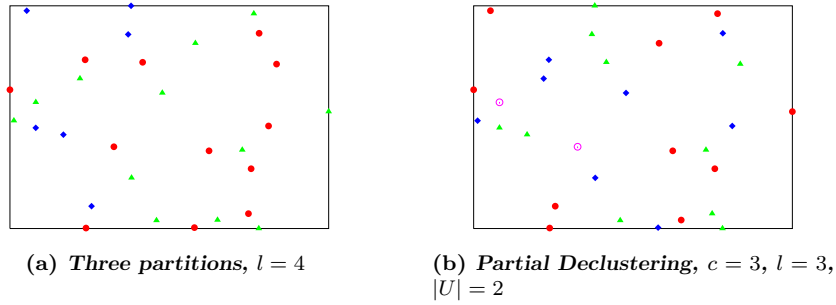 (a) Three partitions, l = 4
(b) Partial Declustering, c = 3, l = 3,
|U| = 2